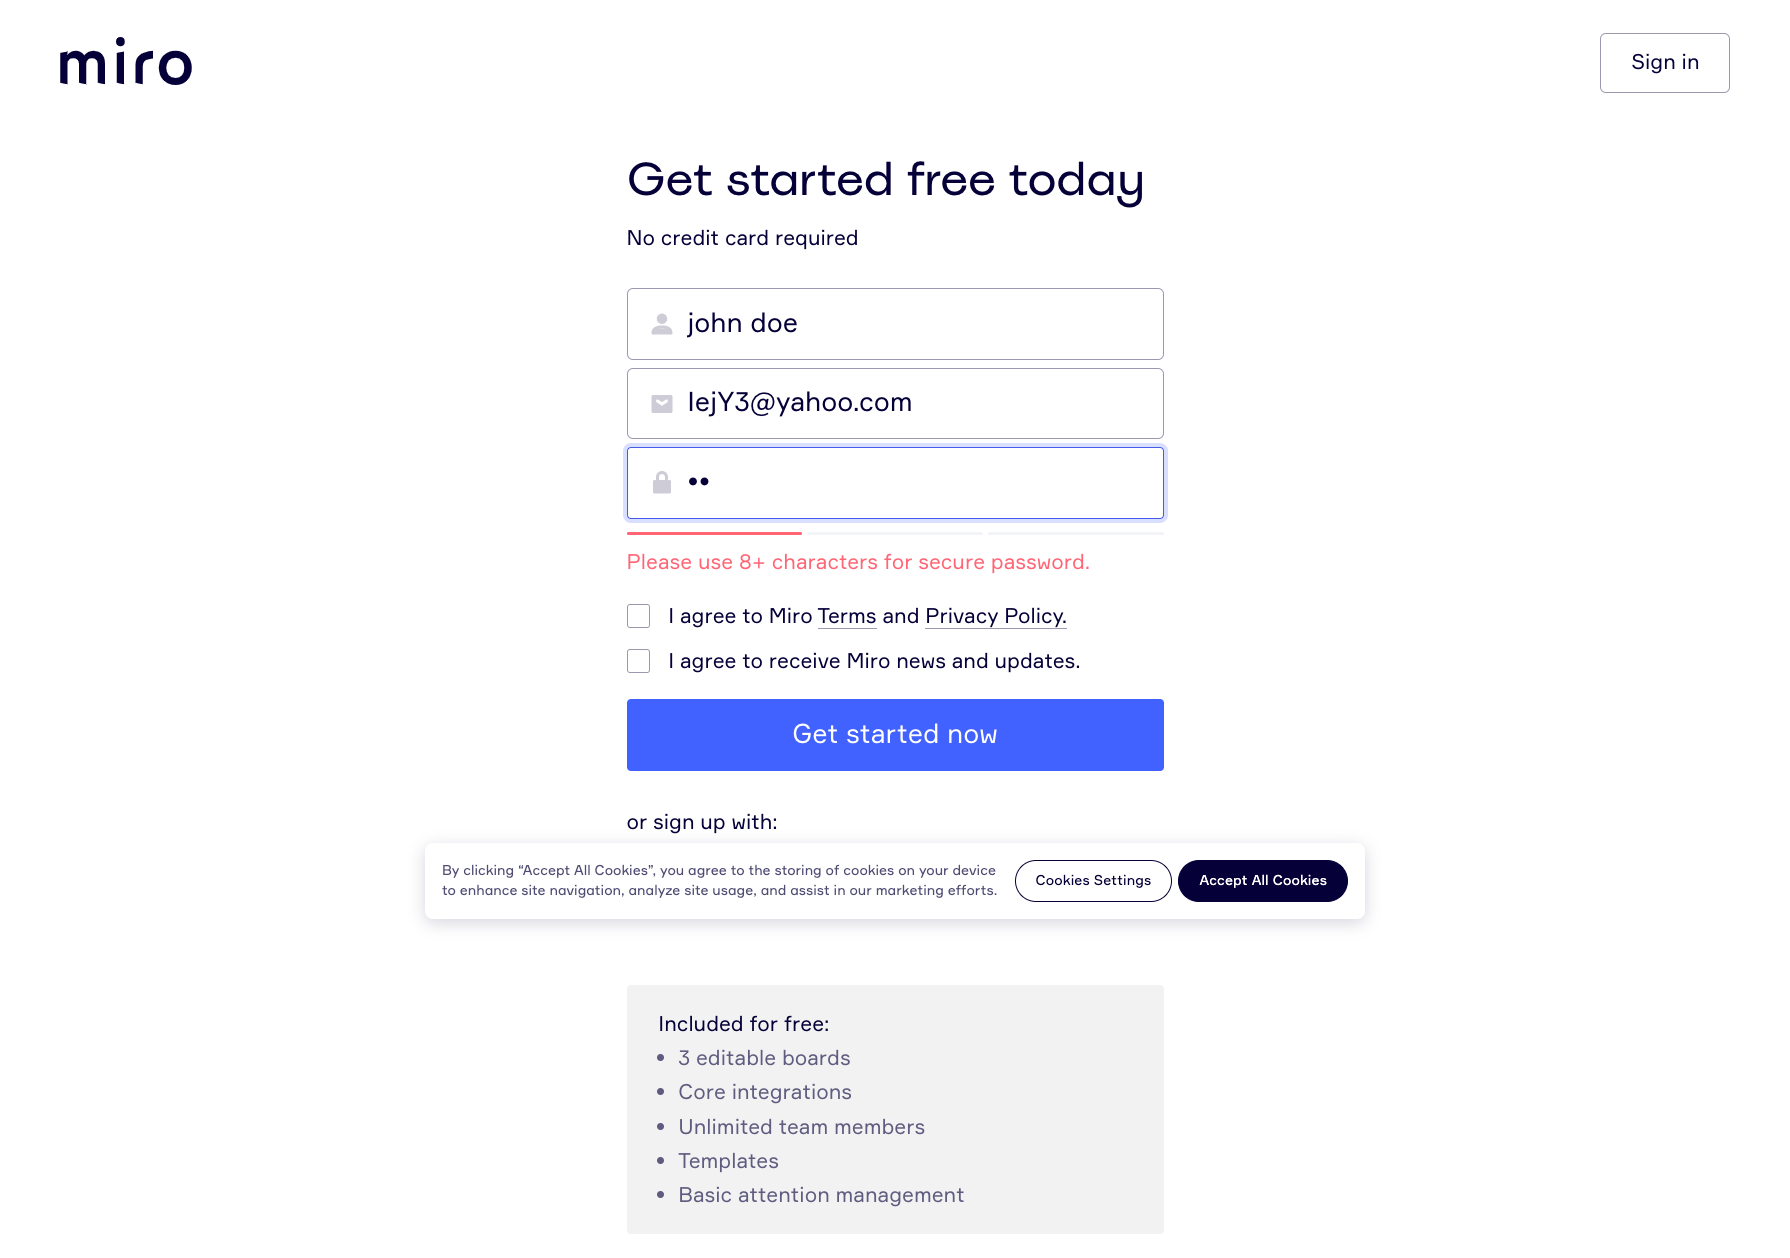 miro
Sign in
Get started free today
No credit card required
john doe
IejY3@yahoo.com
••
Please use 8+ characters for secure password.
I agree to Miro Terms and Privacy Policy.
I agree to receive Miro news and updates.
Get started now
or sign up with:
By clicking “Accept All Cookies”, you agree to the storing of cookies on your device
to enhance site navigation, analyze site usage, and assist in our marketing efforts.
Cookies Settings
Accept All Cookies
Included for free:
• 3 editable boards
• Core integrations
• Unlimited team members
• Templates
• Basic attention management